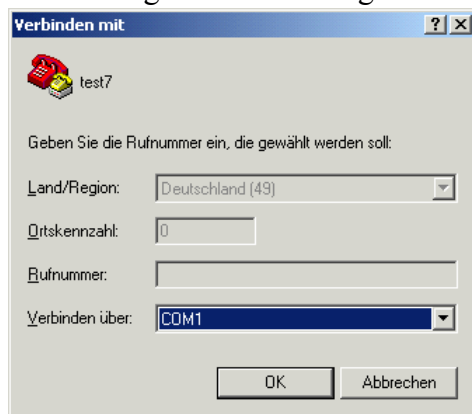 Verbinden mit
test7
Geben Sie die Rufnummer ein, die gewählt werden soll:
Land/Region: Deutschland (49)
Ortskennzahl: 0
Rufnummer:
Verbinden über: COM1
OK Abbrechen